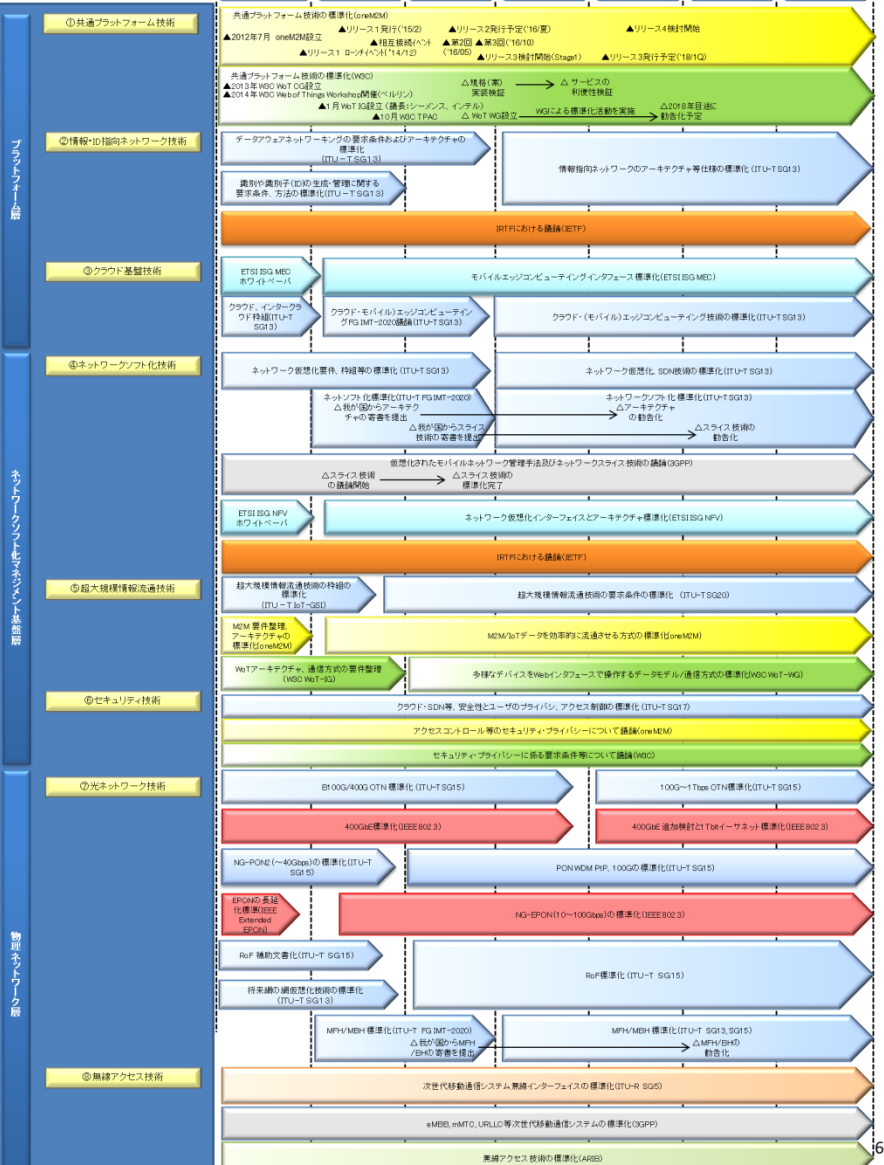 ①共通プラットフォーム技術
共通プラットフォーム技術の標準化(oneM2M)
▲リリース1発行('15/2)
▲リリース2発行予定('16/夏)
▲リリース4検討開始
▲2012年7月 oneM2M設立
▲相互接続イベント
▲第2回 ▲第3回('16/10)
▲リリース1 ローンチイベント('14/12)
('16/05)
▲リリース3検討開始(Stage1)
▲リリース3発行予定('18/1Q)
共通プラットフォーム技術の標準化(W3C)
▲2013年W3C WoT CG設立
▲2014年W3C Web of Things Workshop開催(ベルリン)
△規格(案)
実装検証
△ サービスの
利便性検証
▲1月 WoT IG設立 (議長:シーメンス、インテル)
▲10月 W3C TPAC
△ WoT WG設立
WGによる標準化活動を実施
△2018年目途に
勧告化予定
プラットフォーム層
②情報・ID指向ネットワーク技術
データアウェアネットワーキングの要求条件およびアーキテクチャの
標準化
(ITU-T SG13)
情報指向ネットワークのアーキテクチャ等仕様の標準化 (ITU-T SG13)
識別や識別子(ID)の生成・管理に関する
要求条件、方法の標準化(ITU-T SG13)
IRTFにおける議論(IETF)
③クラウド基盤技術
ETSI ISG MEC
ホワイトペーパ
モバイルエッジコンピューティングインタフェース標準化(ETSI ISG MEC)
クラウド、インタークラ
ウド枠組(ITU-T
SG13)
クラウド・モバイル)エッジコンピューテイン
グFG IMT-2020議論(ITU-T SG13)
クラウド・(モバイル)エッジコンピューティング技術の標準化(ITU-T SG13)
④ネットワークソフト化技術
ネットワーク仮想化要件、枠組等の標準化 (ITU-T SG13)
ネットワーク仮想化、SDN技術の標準化(ITU-T SG13)
ネットソフト化標準化(ITU-T FG IMT-2020)
△我が国からアーキテク
チャの寄書を提出
△我が国からスライス
技術の寄書を提出
ネットワークソフト化 標準化(ITU-T SG13)
△アーキテクチャ
の勧告化
△スライス技術の
勧告化
仮想化されたモバイルネットワーク管理手法及びネットワークスライス技術の議論(3GPP)
△スライス技術
の議論開始
△スライス技術の
標準化完了
ネットワークソフト化マネジメント基盤層
ETSI ISG NFV
ホワイトペーパ
ネットワーク仮想化インターフェイスとアーキテクチャ標準化(ETSI ISG NFV)
IRTFにおける議論(IETF)
⑤超大規模情報流通技術
超大規模情報流通技術の枠組の
標準化
(ITU-T IoT-GSI)
超大規模情報流通技術の要求条件の標準化 (ITU-T SG20)
M2M 要件整理、
アーキテクチャの
標準化(oneM2M)
M2M/IoTデータを効率的に流通させる方式の標準化(oneM2M)
WoTアーキテクチャ、通信方式の要件整理
(W3C WoT-IG)
多様なデバイスをWebインタフェースで操作するデータモデル/通信方式の標準化(W3C WoT-WG)
⑥セキュリティ技術
クラウド・SDN等、安全性とユーザのプライバシ、アクセス制御の標準化 (ITU-T SG17)
アクセスコントロール等のセキュリティ・プライバシーについて議論(oneM2M)
セキュリティ・プライバシーに係る要求条件等について議論(W3C)
⑦光ネットワーク技術
B100G/400G OTN 標準化 (ITU-T SG15)
100G~1Tbps OTN標準化(ITU-T SG15)
400GbE標準化(IEEE 802.3)
400GbE 追加検討と1Tbitイーサネット標準化(IEEE 802.3)
NG-PON2(~40Gbps)の標準化(ITU-T
SG15)
PON WDM PtP, 100Gの標準化(ITU-T SG15)
EPONの長延
化標準(IEEE
Extended
EPON)
NG-EPON(10~100Gbps)の標準化(IEEE 802.3)
物理ネットワーク層
RoF 補助文書化(ITU-T SG15)
RoF標準化 (ITU-T SG15)
将来網の網仮想化技術の標準化
(ITU-T SG13)
MFH/MBH 標準化(ITU-T FG IMT-2020)
△我が国からMFH
/BHの寄書を提出
MFH/MBH 標準化(ITU-T SG13,SG15)
△MFH/BHの
勧告化
⑧無線アクセス技術
次世代移動通信システム無線インターフェイスの標準化(ITU-R SG5)
eMBB, mMTC, URLLC等次世代移動通信システムの標準化(3GPP)
無線アクセス技術の標準化(ARIB)
6